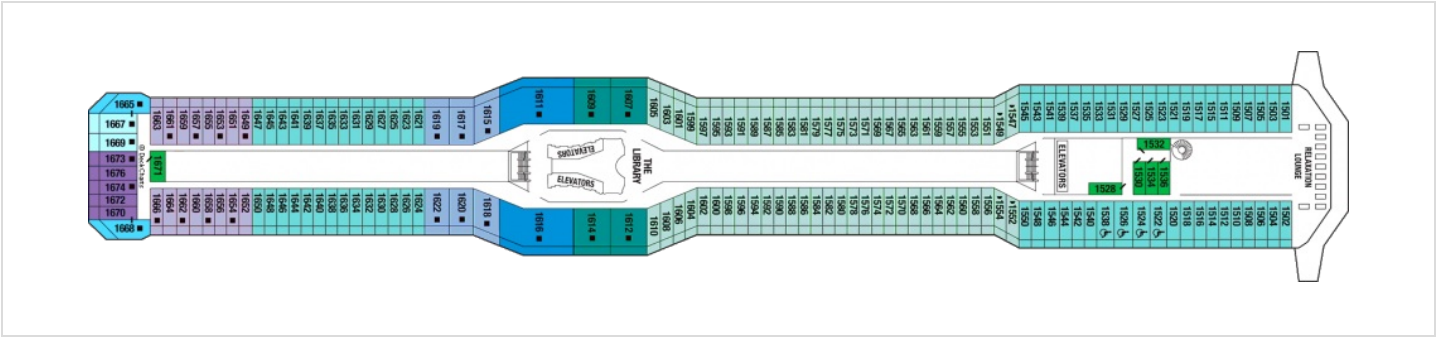 1665
1667
1669
1673
1676
1674
1672
1670
1668
Deck Chairs
1671
1663 1661 1659 1657 1655 1653 1651 1649 1647 1645 1643 1641 1639 1637 1635 1633 1631 1629 1627 1625 1623 1621 1619 1617 1615 1611 1609 1607 1605 1603 1601 1599 1597 1595 1593 1591 1589 1587 1585 1583 1581 1579 1577 1575 1573 1571 1569 1567 1565 1563 1561 1559 1557 1555 1553 1551 1549 1547 1545 1543 1541 1539 1537 1535 1533 1531 1529 1527 1525 1523 1521 1519 1517 1515 1511 1509 1507 1505 1503 1501
ELEVATORS
ELEVATORS
THE
LIBRARY
ELEVATORS
1532
1530 1534 1536
1528
RELAXATION
LOUNGE
1666 1664 1662 1660 1658 1656 1654 1652 1650 1648 1646 1644 1642 1640 1638 1636 1634 1632 1630 1628 1626 1624 1622 1620 1618 1616 1614 1612 1610 1608 1606 1604 1602 1600 1598 1596 1594 1592 1590 1588 1586 1584 1582 1580 1578 1576 1574 1572 1570 1568 1566 1564 1562 1560 1558 1556 1554 1552 1550 1548 1546 1544 1542 1540 1538 1526 1524 1522 1520 1518 1516 1514 1512 1510 1508 1506 1504 1502